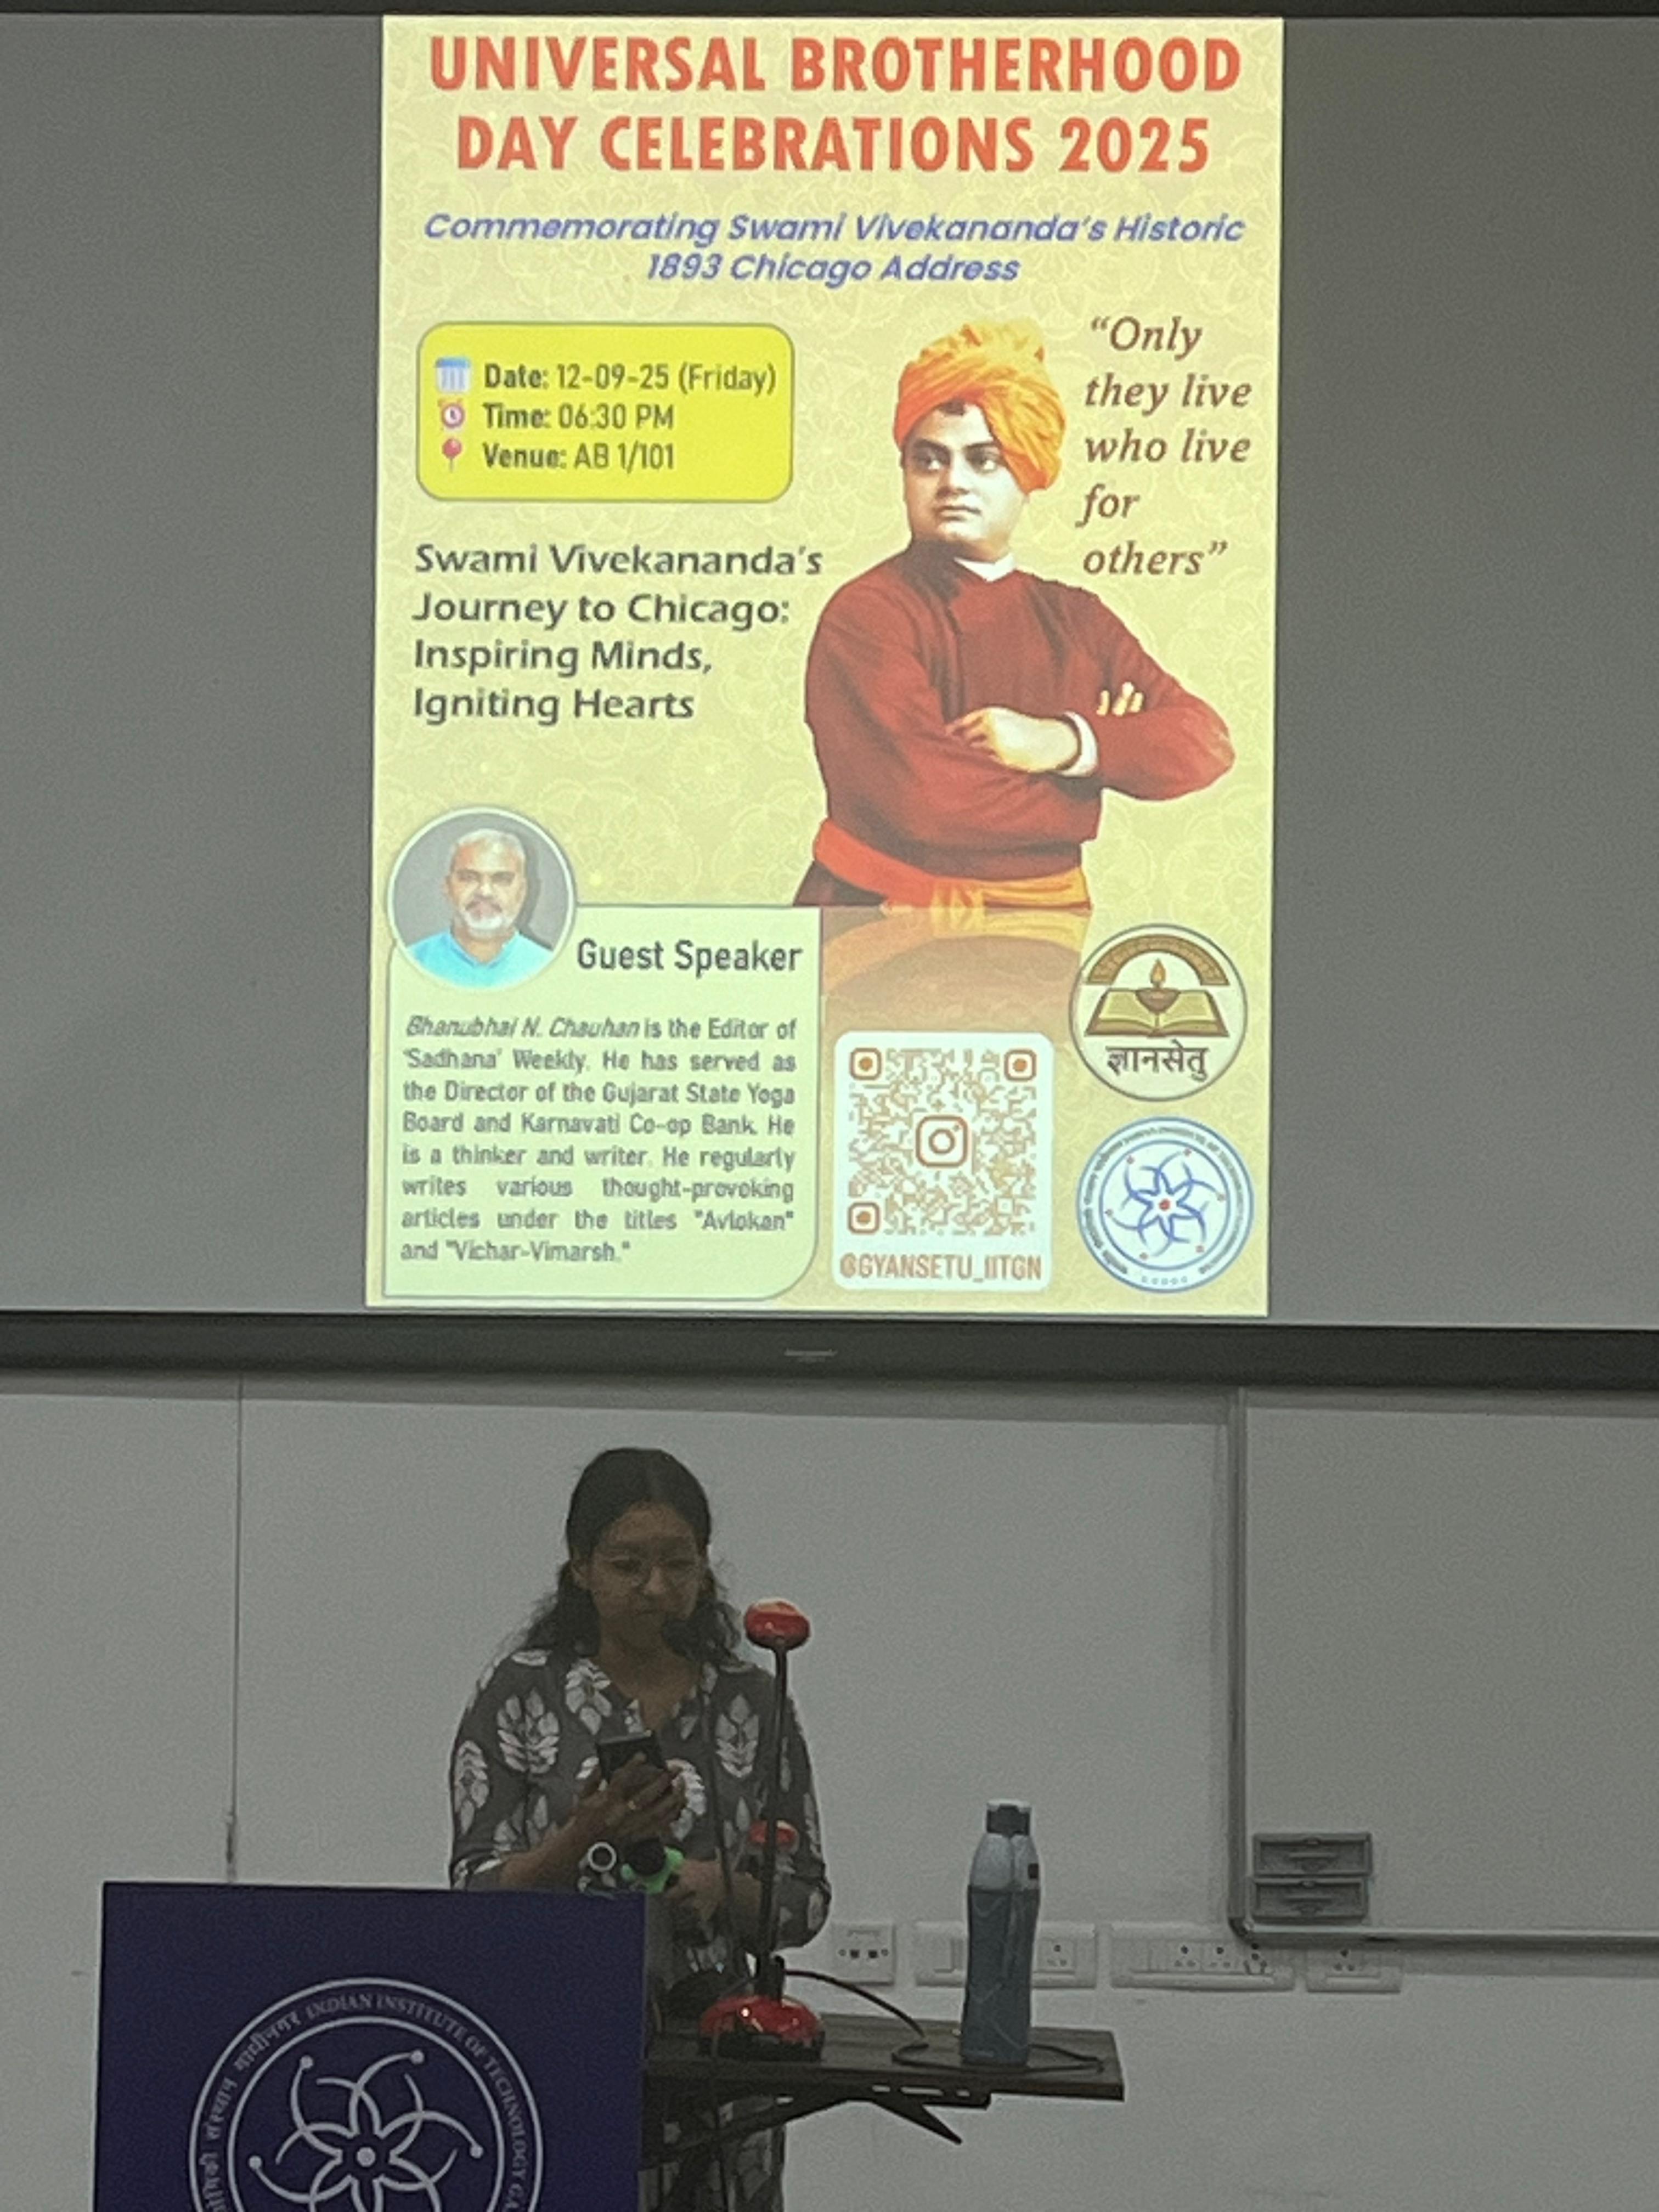 UNIVERSAL BROTHERHOOD
DAY CELEBRATIONS 2025
Commemorating Swami Vivekananda's Historic
1893 Chicago Address
Date: 12-09-25 (Friday)
Time: 06:30 PM
Venue: AB 1/101
"Only
they live
who live
for
others"
Swami Vivekananda's
Journey to Chicago:
Inspiring Minds,
Igniting Hearts
Guest Speaker
Bhanubhai N. Chauhan is the Editor of
'Sadhana' Weekly. He has served as
the Director of the Gujarat State Yoga
Board and Karnavati Co-op Bank. He
is a thinker and writer. He regularly
writes various thought-provoking
articles under the titles "Avlokan"
and "Vichar-Vimarsh."
ज्ञानसेतु
@GYANSETU_IITGN
संस्थान गांधीनगर INDIAN INSTITUTE OF TECHNOLOGY GA